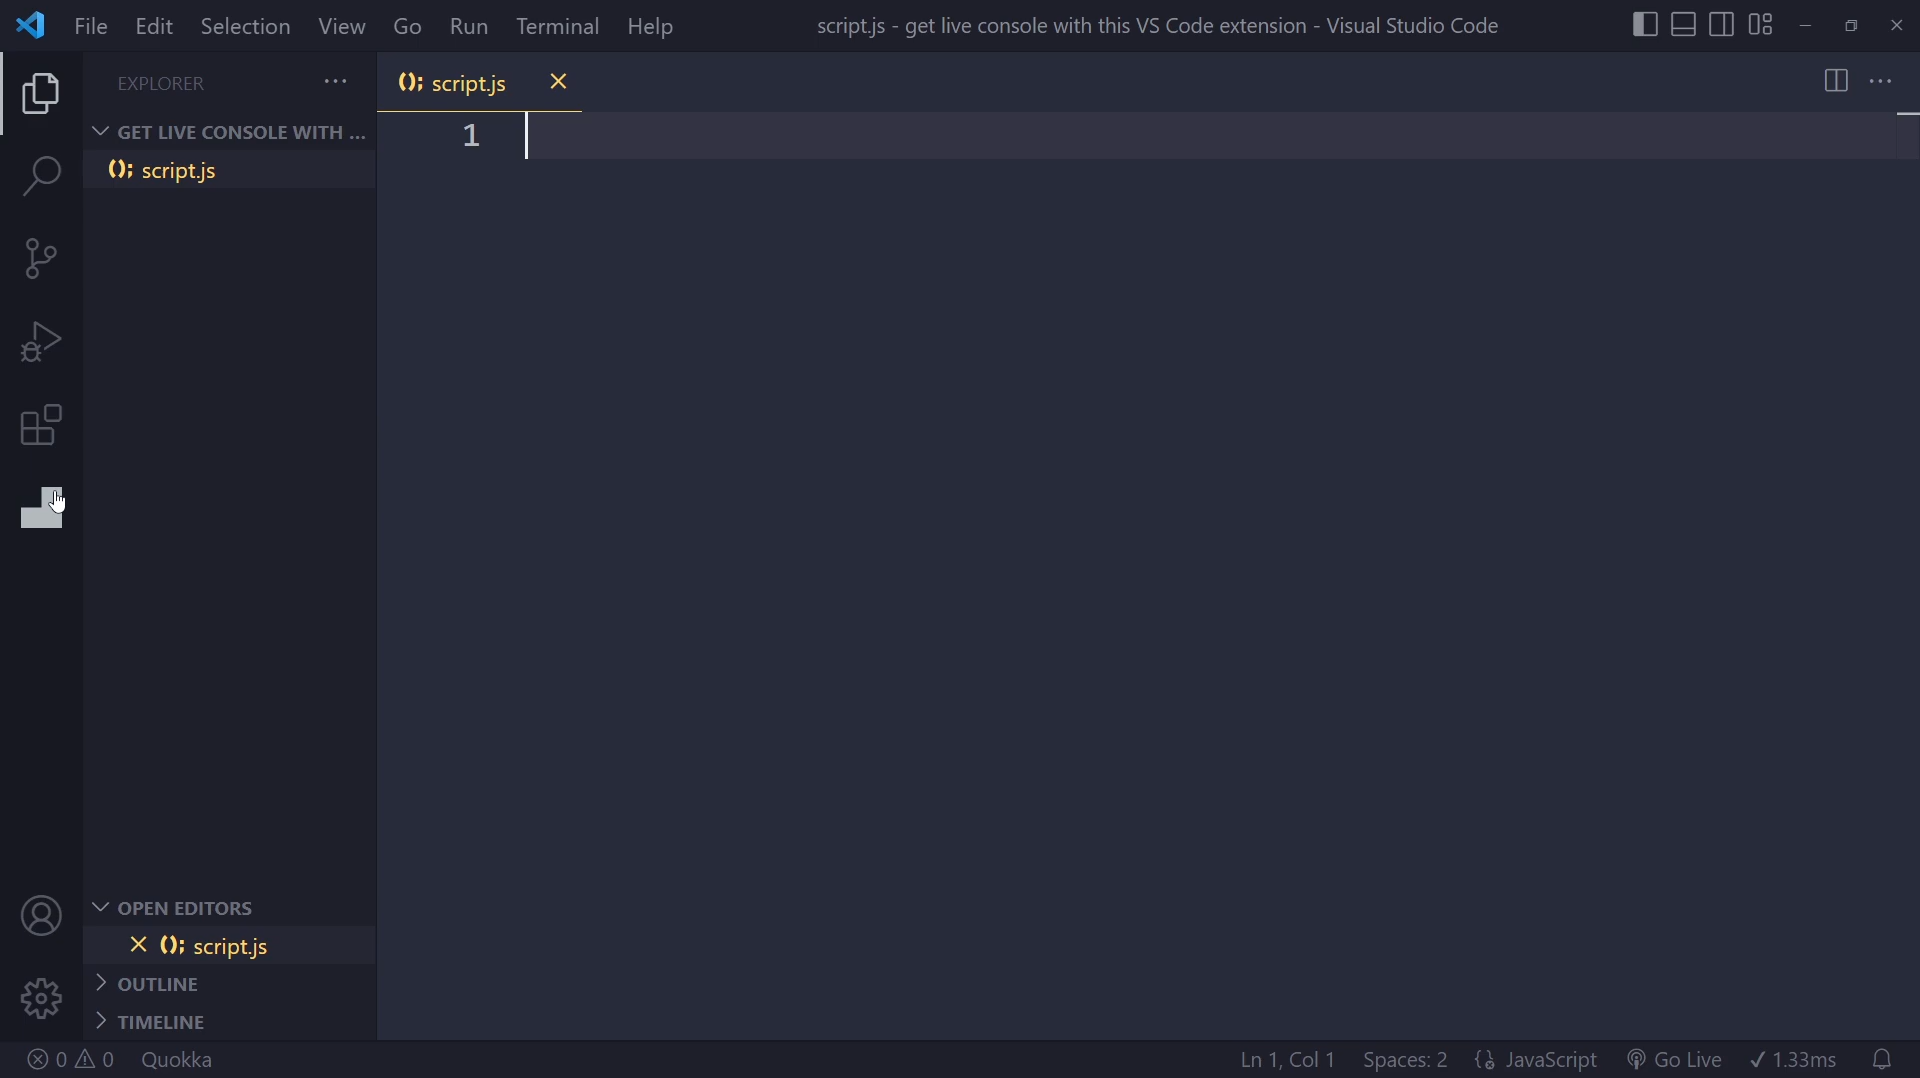 File Edit Selection View Go Run Terminal Help script.js - get live console with this VS Code extension - Visual Studio Code
EXPLORER
script.js
GET LIVE CONSOLE WITH ...
1
script.js
OPEN EDITORS
script.js
OUTLINE
TIMELINE
0 0 Quokka Ln 1, Col 1 Spaces: 2 JavaScript Go Live ✓ 1.33ms